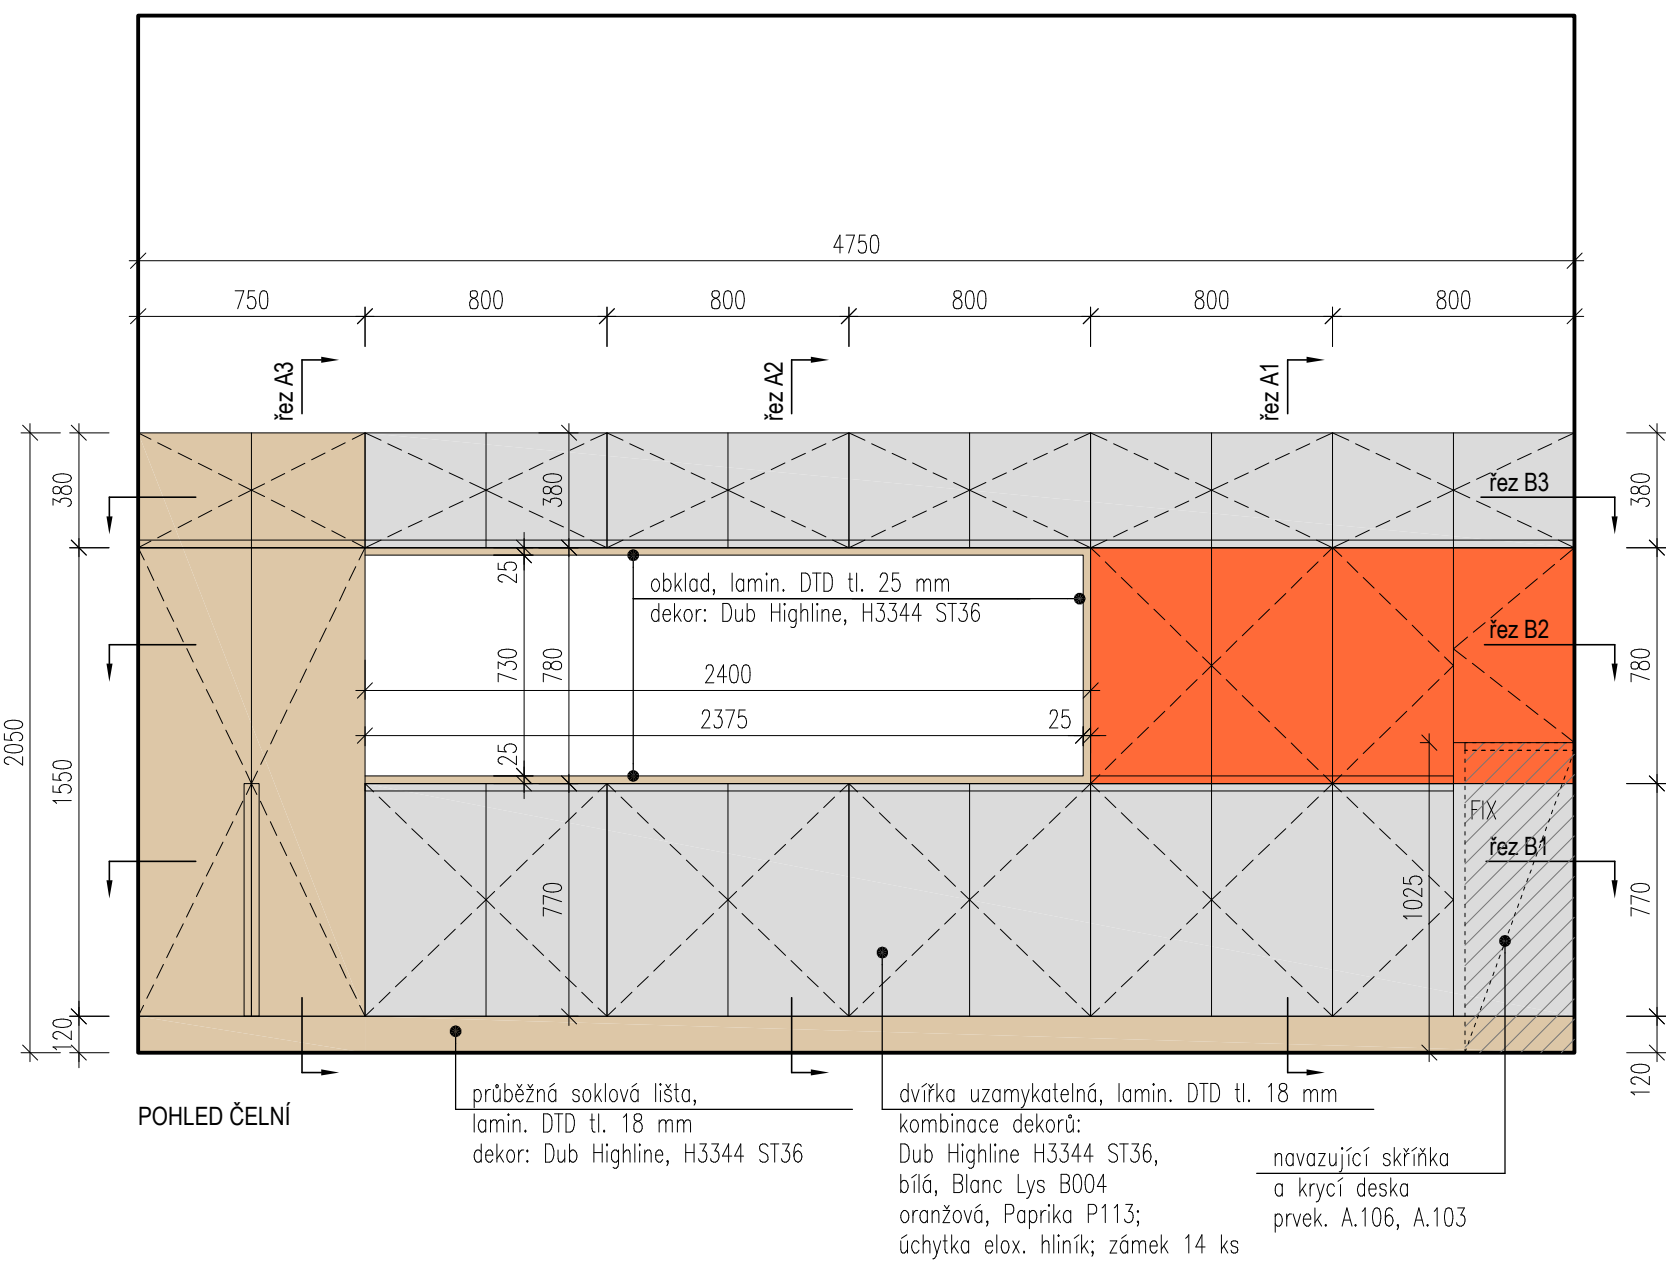 4750
750
800
800
800
800
800
řez A3
řez A2
řez A1
380
380
380
řez B3
25
obklad, lamin. DTD tl. 25 mm
dekor: Dub Highline, H3344 ST36
řez B2
730
780
780
2400
2375
25
2050
1550
25
FIX
řez B1
770
1025
770
120
120
POHLED ČELNÍ
průběžná soklová lišta,
lamin. DTD tl. 18 mm
dekor: Dub Highline, H3344 ST36
dvířka uzamykatelná, lamin. DTD tl. 18 mm
kombinace dekorů:
Dub Highline H3344 ST36,
bílá, Blanc Lys B004
oranžová, Paprika P113;
úchytka elox. hliník; zámek 14 ks
navazující skříňka
a krycí deska
prvek. A.106, A.103